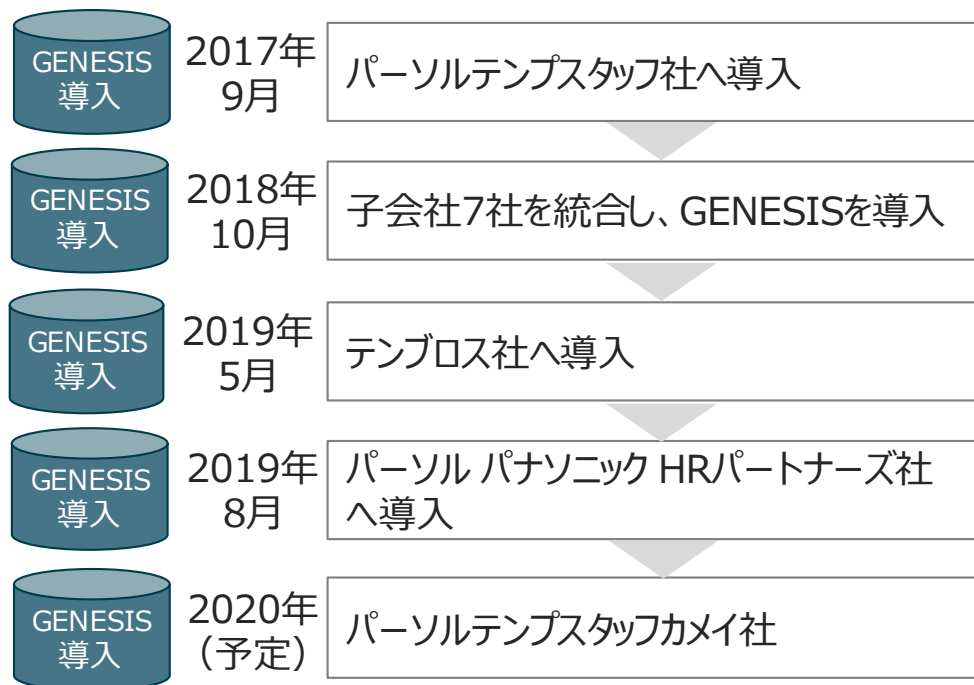 GENESIS
導入
2017年
9月
パーソルテンプスタッフ社へ導入
GENESIS
導入
2018年
10月
子会社7社を統合し、GENESISを導入
GENESIS
導入
2019年
5月
テンブロス社へ導入
GENESIS
導入
2019年
8月
パーソル パナソニック HRパートナーズ社
へ導入
GENESIS
導入
2020年
（予定）
パーソルテンプスタッフカメイ社